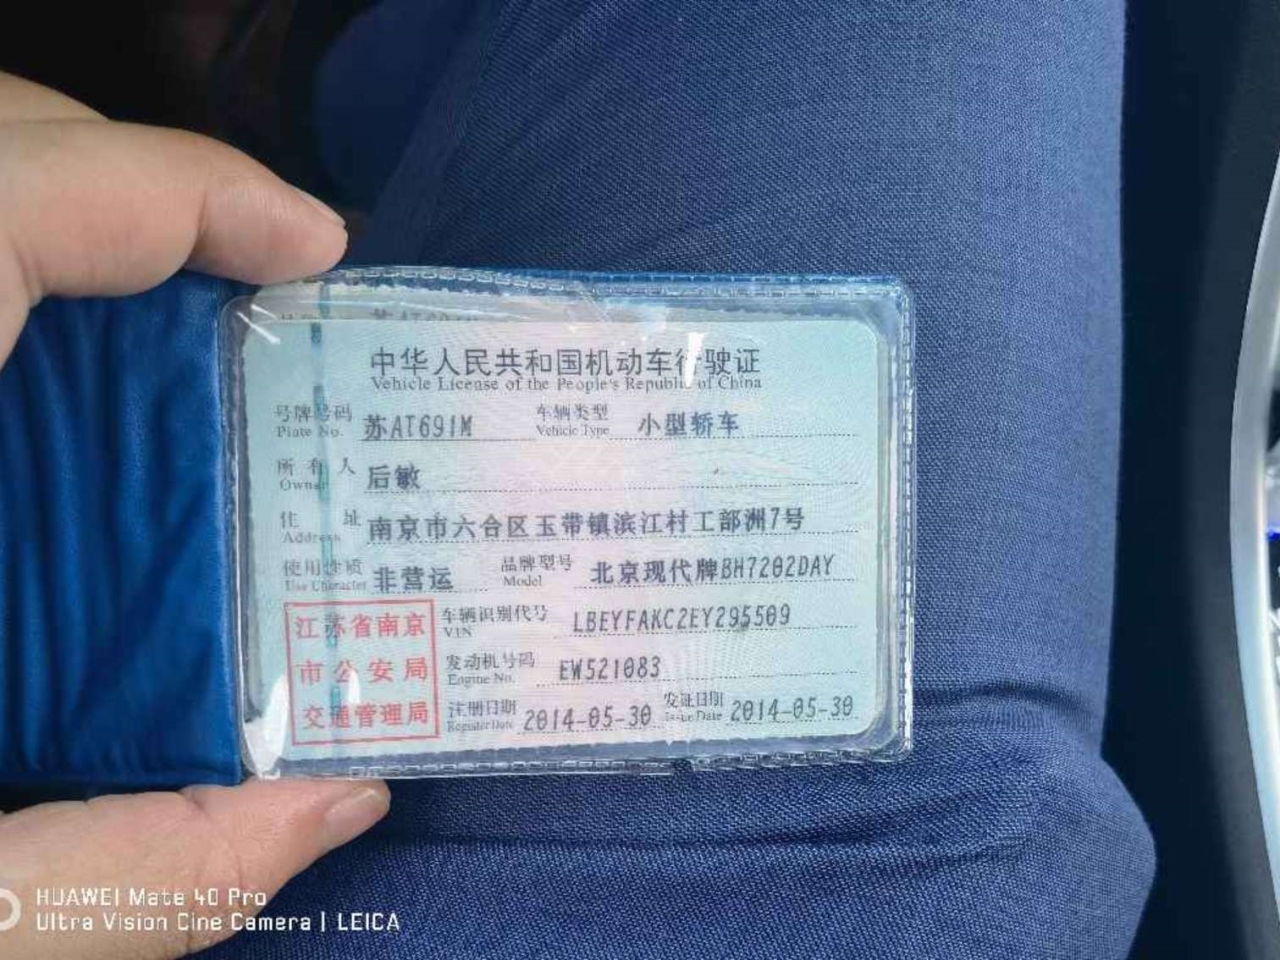 中华人民共和国机动车行驶证
Vehicle License of the People's Republic of China
号牌号码 苏AT691M 车辆类型 小型轿车
Plate No. Vehicle Type
所有人 后敏
Owner
住址 南京市六合区玉带镇滨江村工部洲7号
Address
使用性质 非营运 品牌型号 北京现代牌BH7202DAY
Use Character Model
江苏省南京
市公安局
交通管理局
车辆识别代号 LBEYFAKC2EY295509
VIN
发动机号码 EW521083
Engine No.
注册日期 2014-05-30 发证日期 2014-05-30
Register Date Issue Date
HUAWEI Mate 40 Pro
Ultra Vision Cine Camera | LEICA